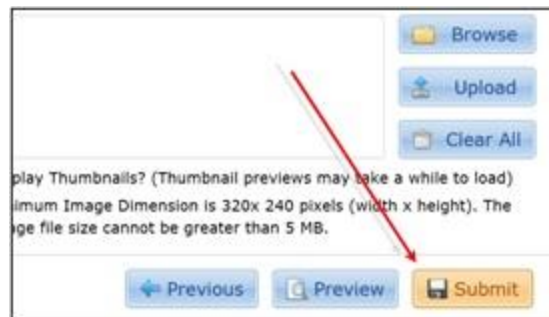 Browse
Upload
Clear All
play Thumbnails? (Thumbnail previews may take a while to load)
imum Image Dimension is 320x 240 pixels (width x height). The
ge file size cannot be greater than 5 MB.
Previous Preview Submit